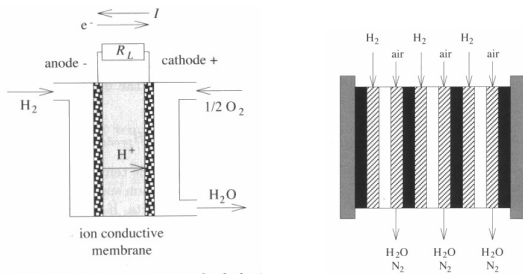 I
e-
R_L
anode -
cathode +
H₂
1/2 O₂
H⁺
H₂O
ion conductive
membrane
H₂ H₂ H₂
air air air
H₂O H₂O H₂O
N₂ N₂ N₂